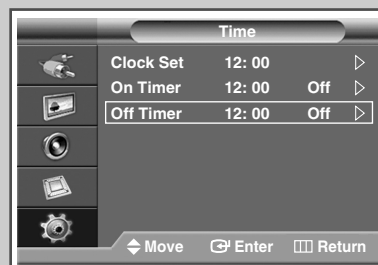 Time
Clock Set 12: 00
On Timer 12: 00 Off
Off Timer 12: 00 Off
Move Enter Return